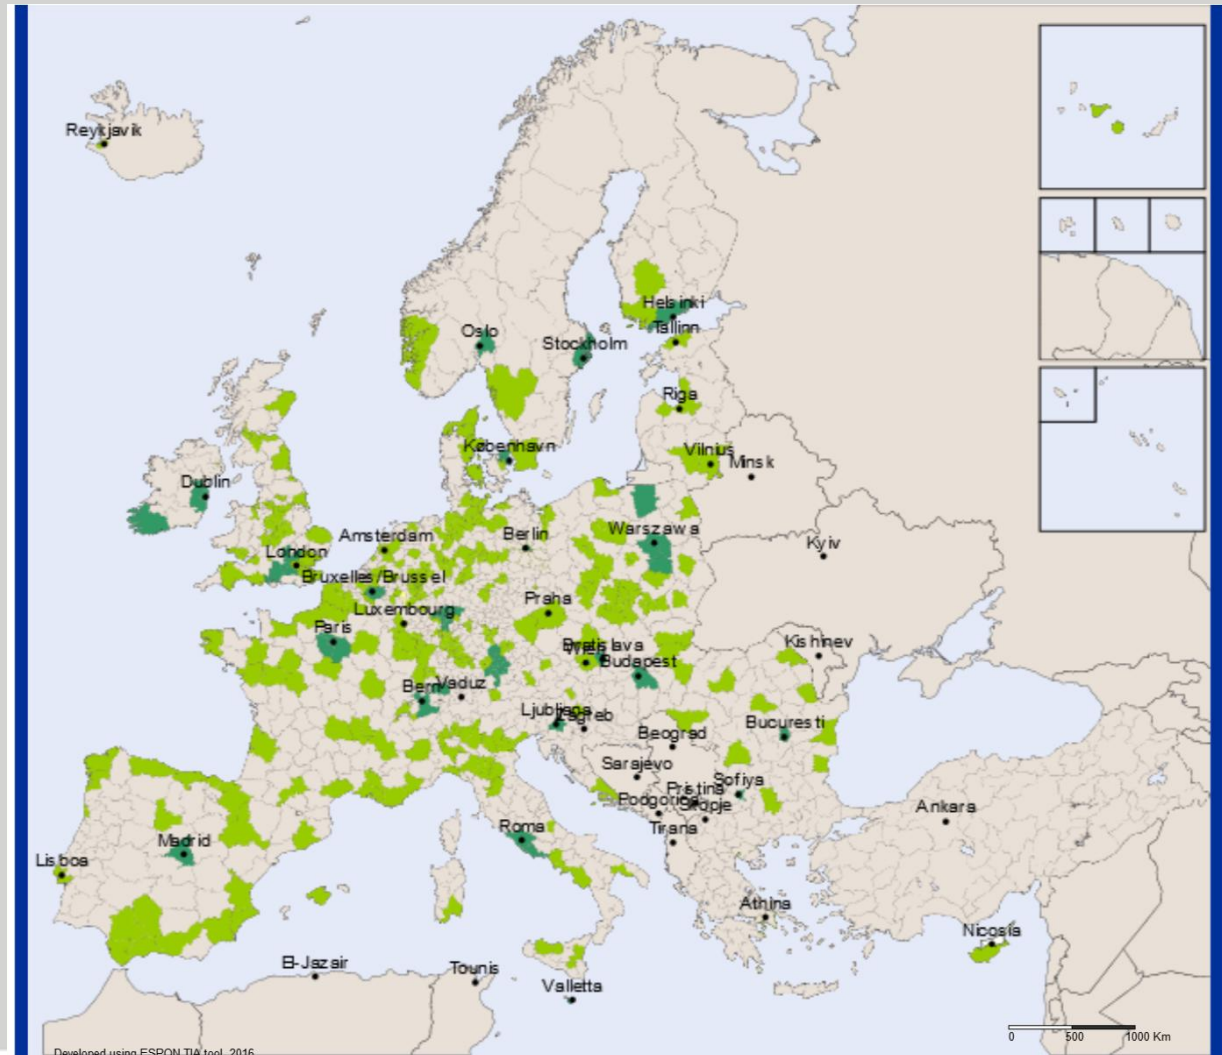 Reykjavik
Helsinki
Tallinn
Oslo
Stockholm
Riga
København
Vilnius
Minsk
Dublin
Amsterdam
Berlin
Warszawa
Kyiv
London
Bruxelles/Brussel
Luxembourg
Praha
Paris
Bratislava
Wien
Budapest
Kishinev
Bern
Vaduz
Ljubljana
Zagreb
Bucuresti
Beograd
Sarajevo
Sofiya
Pristina
Podgorica
Skopje
Ankara
Tirana
Roma
Madrid
Lisboa
Athina
Nicosia
El-Jazair
Tounis
Valletta
0 500 1000 Km
Developed using ESPON TIA tool, 2016